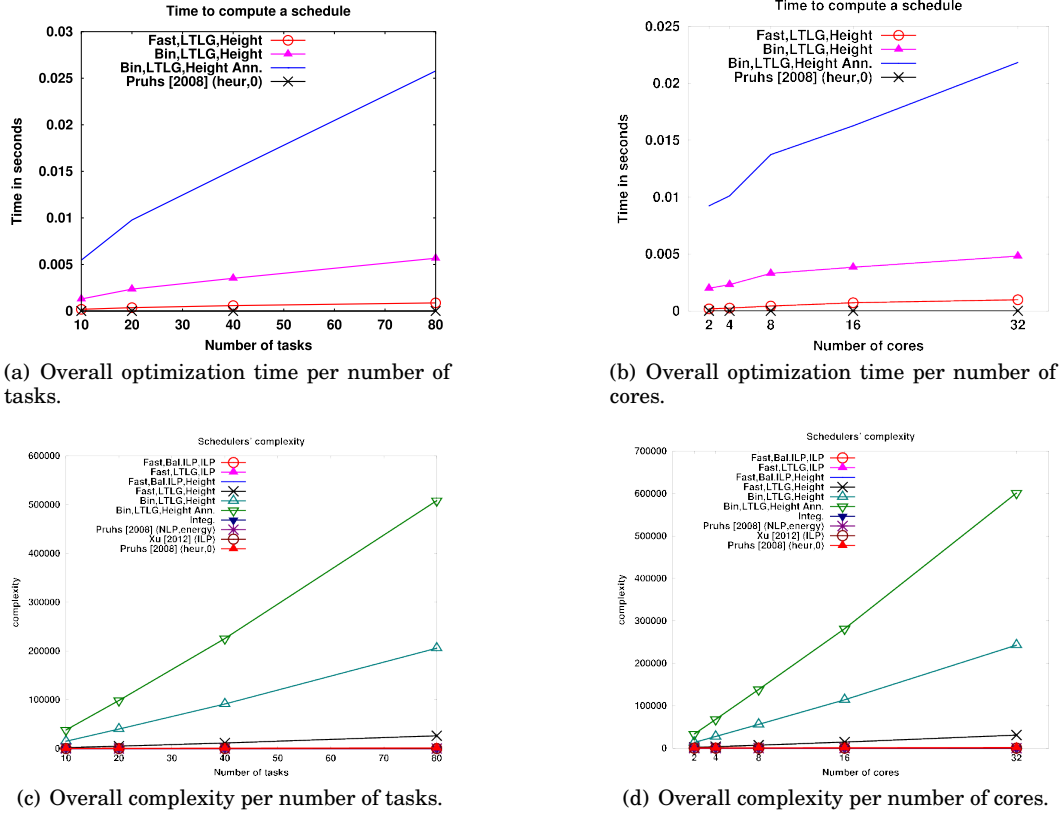 Time to compute a schedule
0.03
0.025
0.02
0.015
0.01
0.005
0
Time in seconds
Fast,LTLG,Height
Bin,LTLG,Height
Bin,LTLG,Height Ann.
Pruhs [2008] (heur,0)
10 20 30 40 50 60 70 80
Number of tasks
(a) Overall optimization time per number of
tasks.
Time to compute a schedule
0.025
0.02
0.015
0.01
0.005
0
Time in seconds
Fast,LTLG,Height
Bin,LTLG,Height
Bin,LTLG,Height Ann.
Pruhs [2008] (heur,0)
2 4 8 16 32
Number of cores
(b) Overall optimization time per number of
cores.
Schedulers' complexity
600000
500000
400000
300000
200000
100000
0
complexity
Fast,Bal.ILP,ILP
Fast,LTLG,ILP
Fast,Bal.ILP,Height
Fast,LTLG,Height
Bin,LTLG,Height
Bin,LTLG,Height Ann.
Integ.
Pruhs [2008] (NLP,energy)
Xu [2012] (ILP)
Pruhs [2008] (heur,0)
10 20 30 40 50 60 70 80
Number of tasks
(c) Overall complexity per number of tasks.
Schedulers' complexity
700000
600000
500000
400000
300000
200000
100000
0
complexity
Fast,Bal.ILP,ILP
Fast,LTLG,ILP
Fast,Bal.ILP,Height
Fast,LTLG,Height
Bin,LTLG,Height
Bin,LTLG,Height Ann.
Integ.
Pruhs [2008] (NLP,energy)
Xu [2012] (ILP)
Pruhs [2008] (heur,0)
2 4 8 16 32
Number of cores
(d) Overall complexity per number of cores.